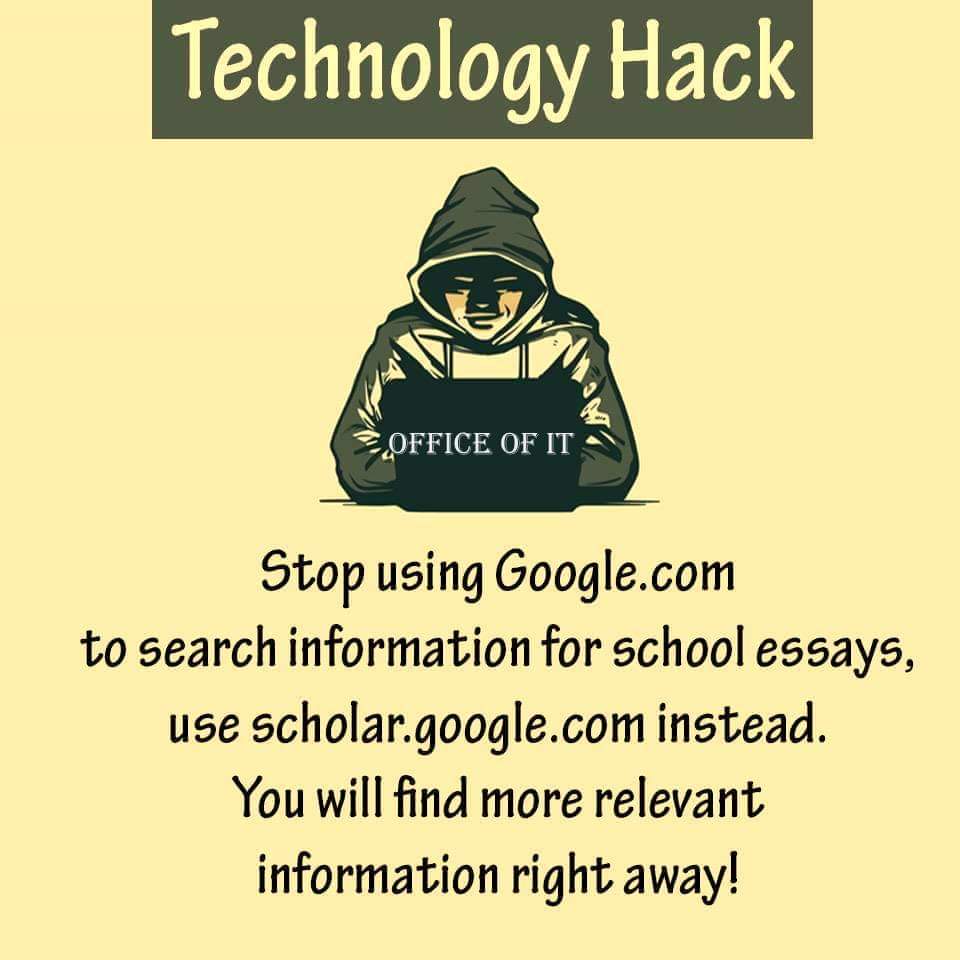 Technology Hack
OFFICE OF IT
Stop using Google.com
to search information for school essays,
use scholar.google.com instead.
You will find more relevant
information right away!